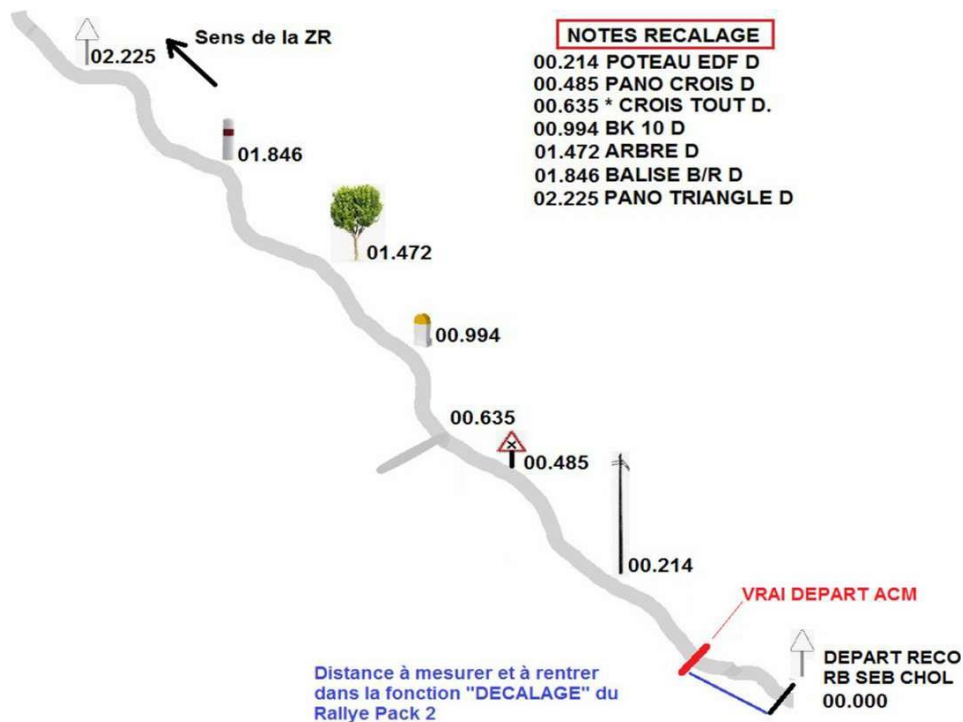 Sens de la ZR
NOTES RECALAGE
00.214 POTEAU EDF D
00.485 PANO CROIS D
00.635 * CROIS TOUT D.
00.994 BK 10 D
01.472 ARBRE D
01.846 BALISE B/R D
02.225 PANO TRIANGLE D
02.225
01.846
01.472
00.994
00.635
00.485
00.214
VRAI DEPART ACM
DEPART RECO
RB SEB CHOL
00.000
Distance à mesurer et à rentrer
dans la fonction "DECALAGE" du
Rallye Pack 2